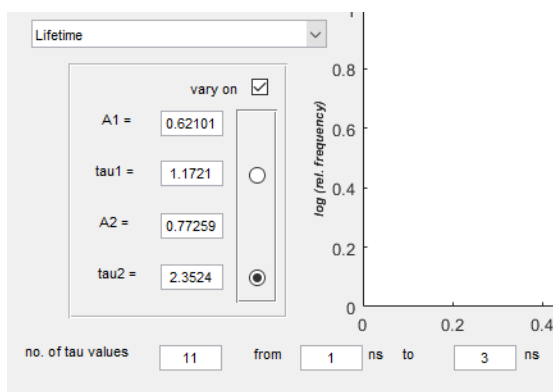 Lifetime
vary on
A1 = 0.62101
tau1 = 1.1721
A2 = 0.77259
tau2 = 2.3524
no. of tau values 11 from 1 ns to 3 ns
log (rel. frequency)
0.8
0.6
0.4
0.2
0
0 0.2 0.4